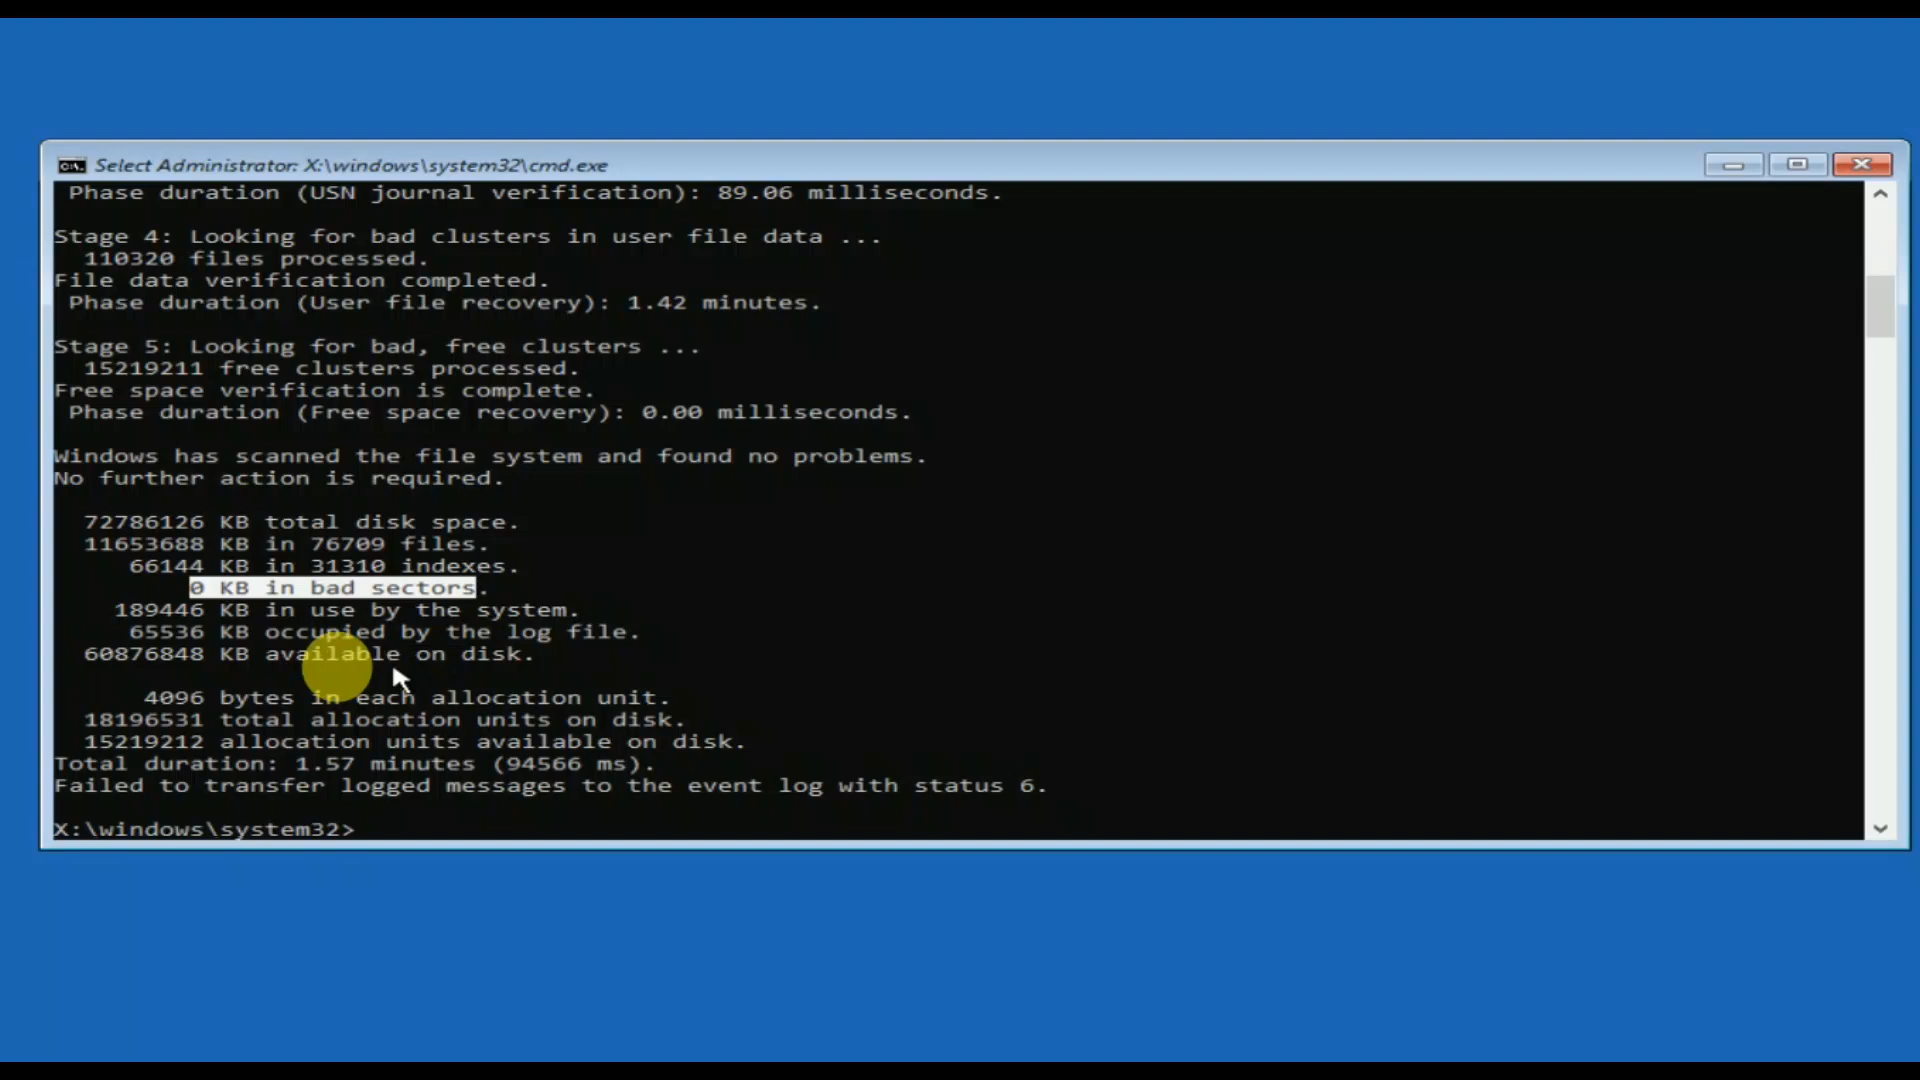 Select Administrator: X:\windows\system32\cmd.exe
Phase duration (USN journal verification): 89.06 milliseconds.
Stage 4: Looking for bad clusters in user file data ...
110320 files processed.
File data verification completed.
Phase duration (User file recovery): 1.42 minutes.
Stage 5: Looking for bad, free clusters ...
15219211 free clusters processed.
Free space verification is complete.
Phase duration (Free space recovery): 0.00 milliseconds.
Windows has scanned the file system and found no problems.
No further action is required.
72786126 KB total disk space.
11653688 KB in 76709 files.
66144 KB in 31310 indexes.
0 KB in bad sectors.
189446 KB in use by the system.
65536 KB occupied by the log file.
60876848 KB available on disk.
4096 bytes in each allocation unit.
18196531 total allocation units on disk.
15219212 allocation units available on disk.
Total duration: 1.57 minutes (94566 ms).
Failed to transfer logged messages to the event log with status 6.
X:\windows\system32>